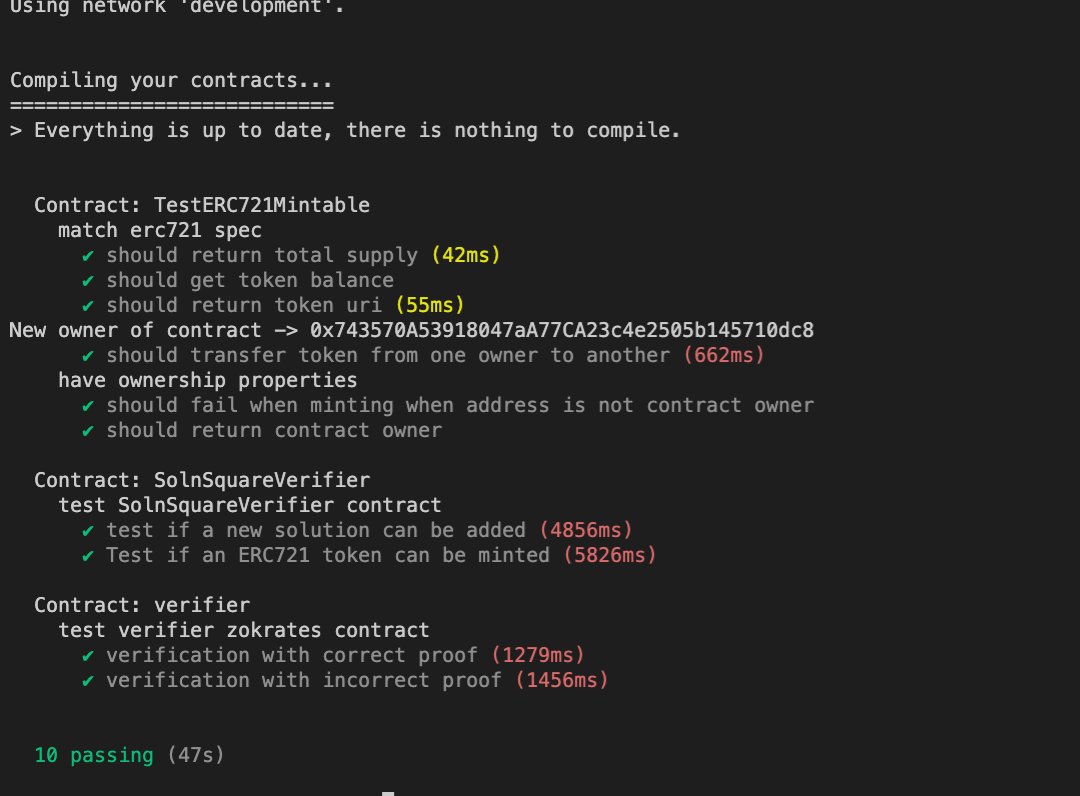 Using network 'development'.
Compiling your contracts...
===========================
> Everything is up to date, there is nothing to compile.
Contract: TestERC721Mintable
match erc721 spec
✔ should return total supply (42ms)
✔ should get token balance
✔ should return token uri (55ms)
New owner of contract —> 0x743570A53918047aA77CA23c4e2505b145710dc8
✔ should transfer token from one owner to another (662ms)
have ownership properties
✔ should fail when minting when address is not contract owner
✔ should return contract owner
Contract: SolnSquareVerifier
test SolnSquareVerifier contract
✔ test if a new solution can be added (4856ms)
✔ Test if an ERC721 token can be minted (5826ms)
Contract: verifier
test verifier zokrates contract
✔ verification with correct proof (1279ms)
✔ verification with incorrect proof (1456ms)
10 passing (47s)